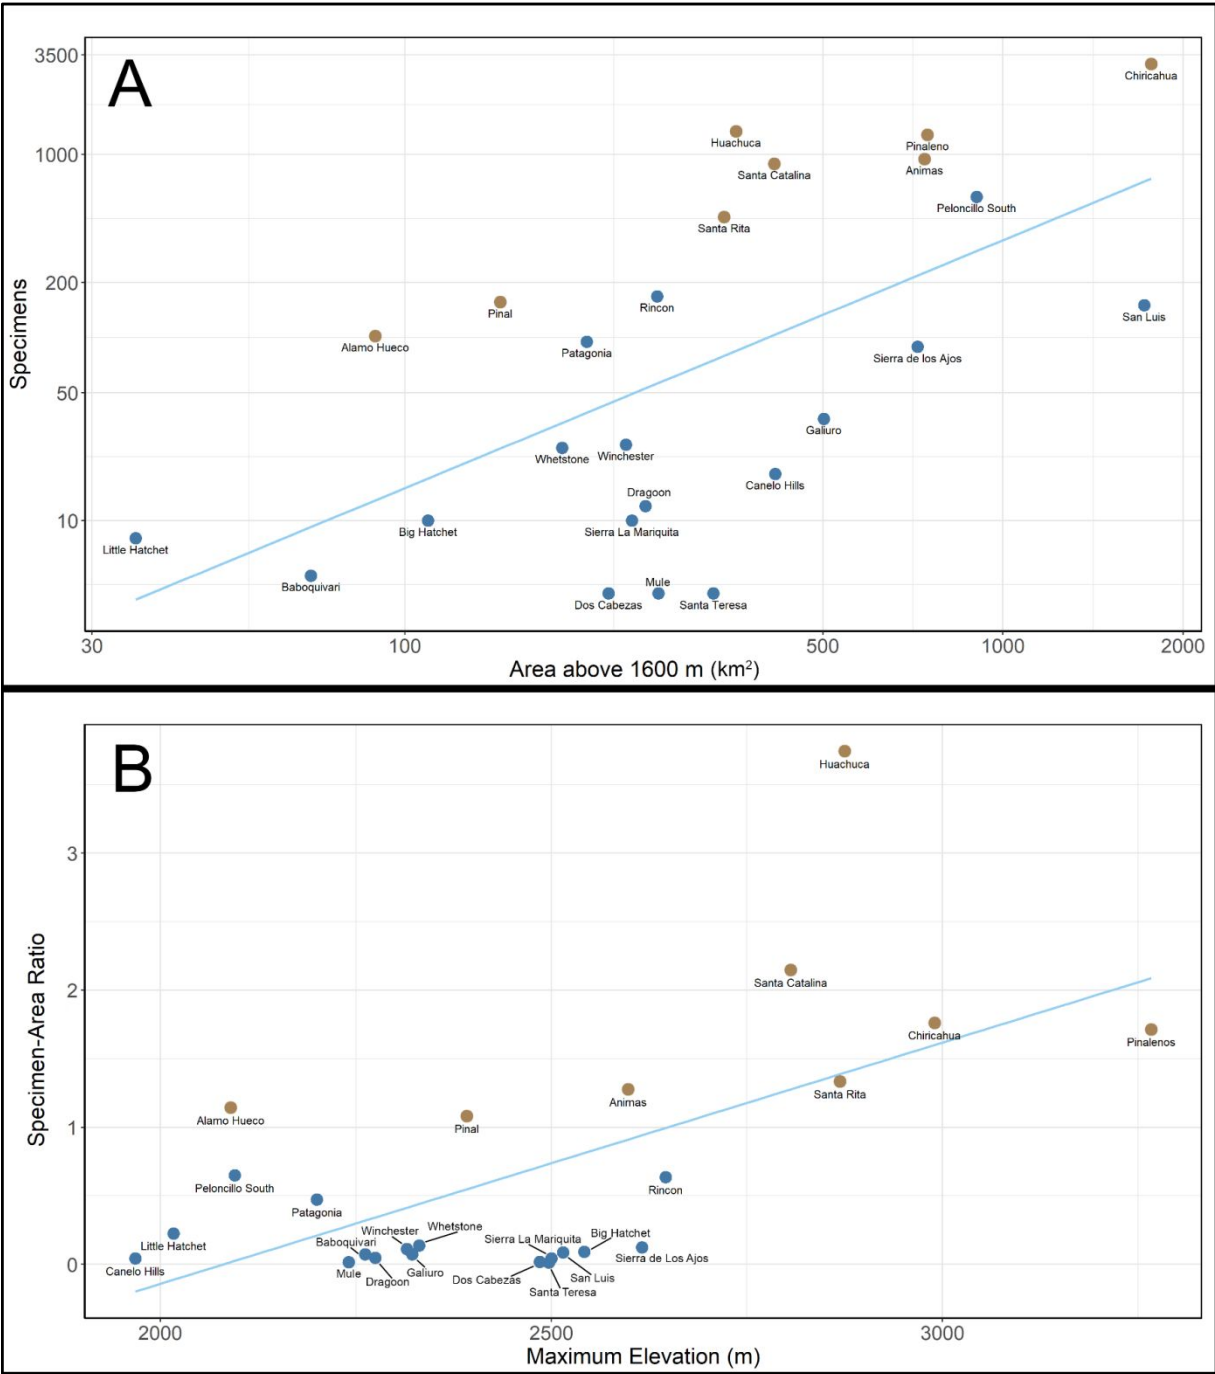 A
3500
1000
200
50
10
Specimens
Chiricahua
Huachuca
Pinaleno
Santa Catalina
Animas
Peloncillo South
Santa Rita
Rincon
Pinal
San Luis
Alamo Hueco
Patagonia
Sierra de los Ajos
Galiuro
Whetstone
Winchester
Canelo Hills
Dragoon
Big Hatchet
Sierra La Mariquita
Little Hatchet
Baboquivari
Mule
Dos Cabezas
Santa Teresa
30
100
500
1000
2000
Area above 1600 m (km²)
B
3
2
1
0
Specimen-Area Ratio
Huachuca
Santa Catalina
Chiricahua
Pinalenos
Santa Rita
Animas
Alamo Hueco
Pinal
Peloncillo South
Rincon
Patagonia
Winchester
Whetstone
Little Hatchet
Baboquivari
Sierra La Mariquita
Big Hatchet
Sierra de Los Ajos
Canelo Hills
Mule
Dragoon
Galiuro
Dos Cabezas
San Luis
Santa Teresa
2000
2500
3000
Maximum Elevation (m)